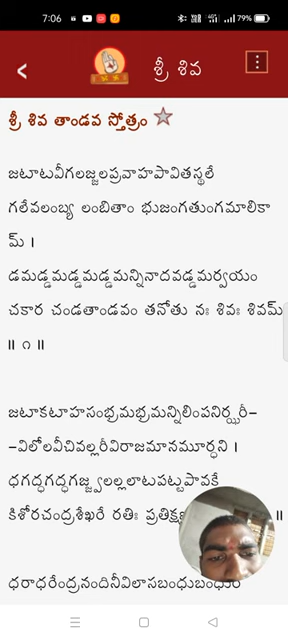 7:06
79%
శ్రీ శివ
శ్రీ శివ తాండవ స్తోత్రం
జటాటవీగలజ్జలప్రవాహపావితస్థలే
గలేవలంబ్య లంబితాం భుజంగతుంగమాలికా
మ్ ।
డమడ్డమడ్డమడ్డమన్నినాదవడ్డమర్వయం
చకార చండతాండవం తనోతు నః శివః శివమ్
॥ ౧ ॥
జటాకటాహసంభ్రమభ్రమన్నిలింపనిర్ఝరీ-
-విలోలవీచివల్లరీవిరాజమానమూర్ధని ।
ధగద్ధగద్ధగజ్జ్వలల్లలాటపట్టపావకే
కిశోరచంద్రశేఖరే రతిః ॥
ధరాధరేంద్రనందినీవిలాసబంధుబంధుర